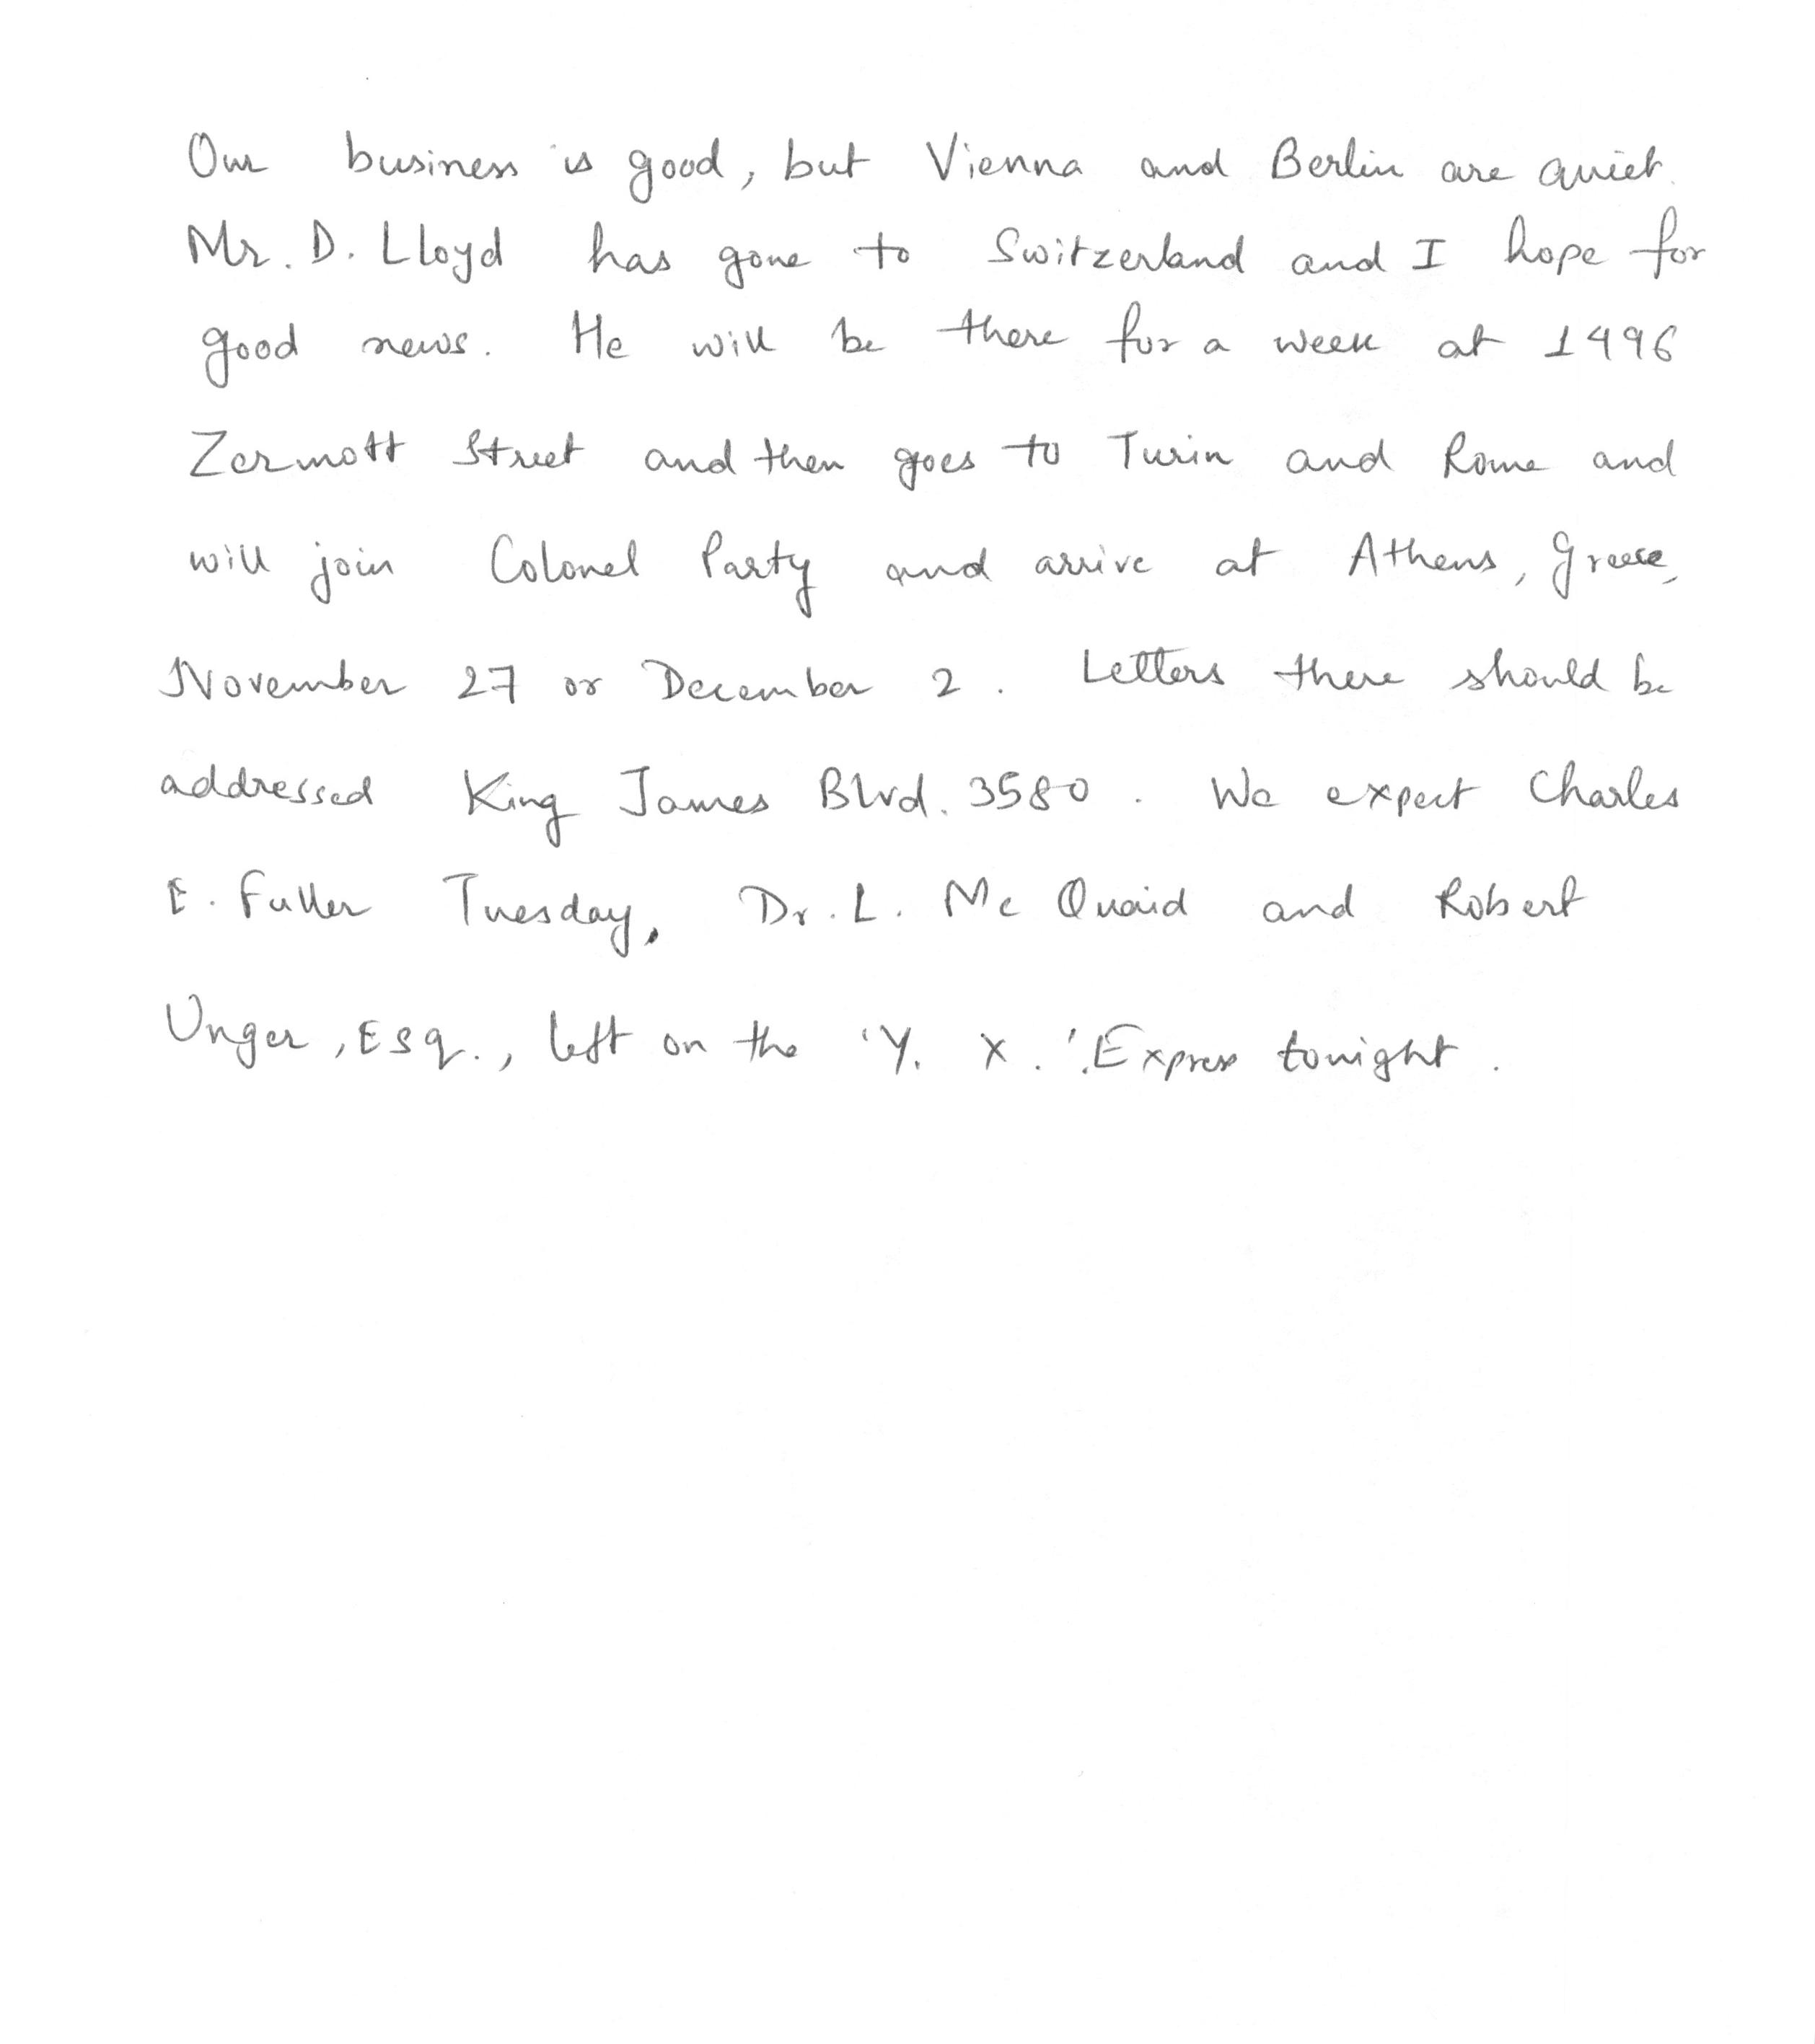 Our business is good, but Vienna and Berlin are quiet.
Mr. D. Lloyd has gone to Switzerland and I hope for
good news. He will be there for a week at 1496
Zermott Street and then goes to Turin and Rome and
will join Colonel Party and arrive at Athens, Greece,
November 27 or December 2. Letters there should be
addressed King James Blvd. 3580. We expect Charles
E. Fuller Tuesday, Dr. L. Mc Quaid and Robert
Unger, Esq., left on the 'Y. X.' Express tonight.